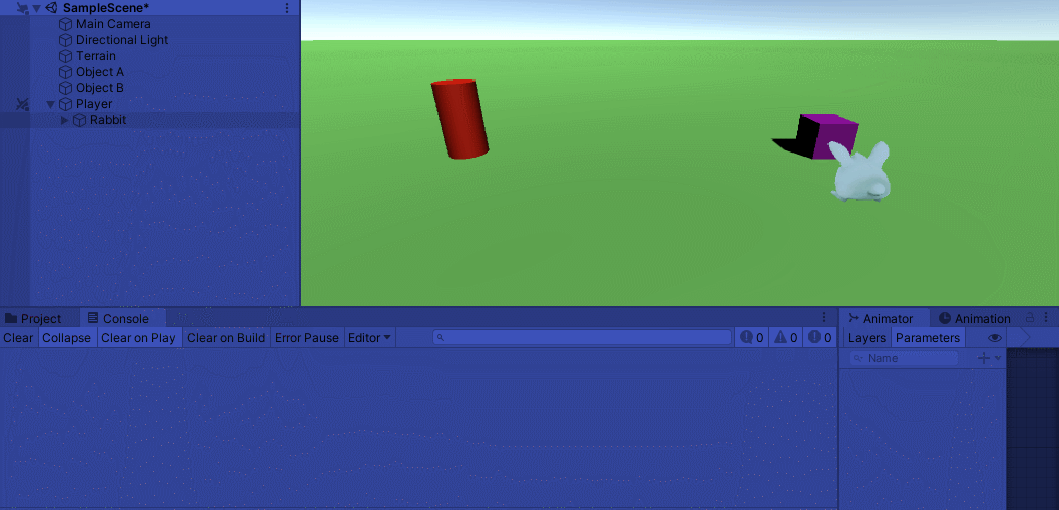 SampleScene*
Main Camera
Directional Light
Terrain
Object A
Object B
Player
Rabbit
Project Console
Clear Collapse Clear on Play Clear on Build Error Pause Editor 0 0 0
Animator Animation
Layers Parameters
Name